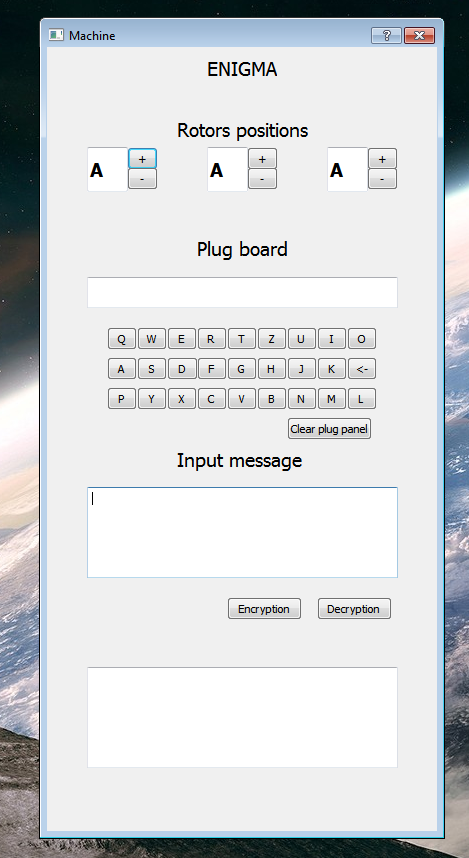 Machine
ENIGMA
Rotors positions
A + - A + - A + -
Plug board
Q W E R T Z U I O
A S D F G H J K <-
P Y X C V B N M L
Clear plug panel
Input message
Encryption Decryption